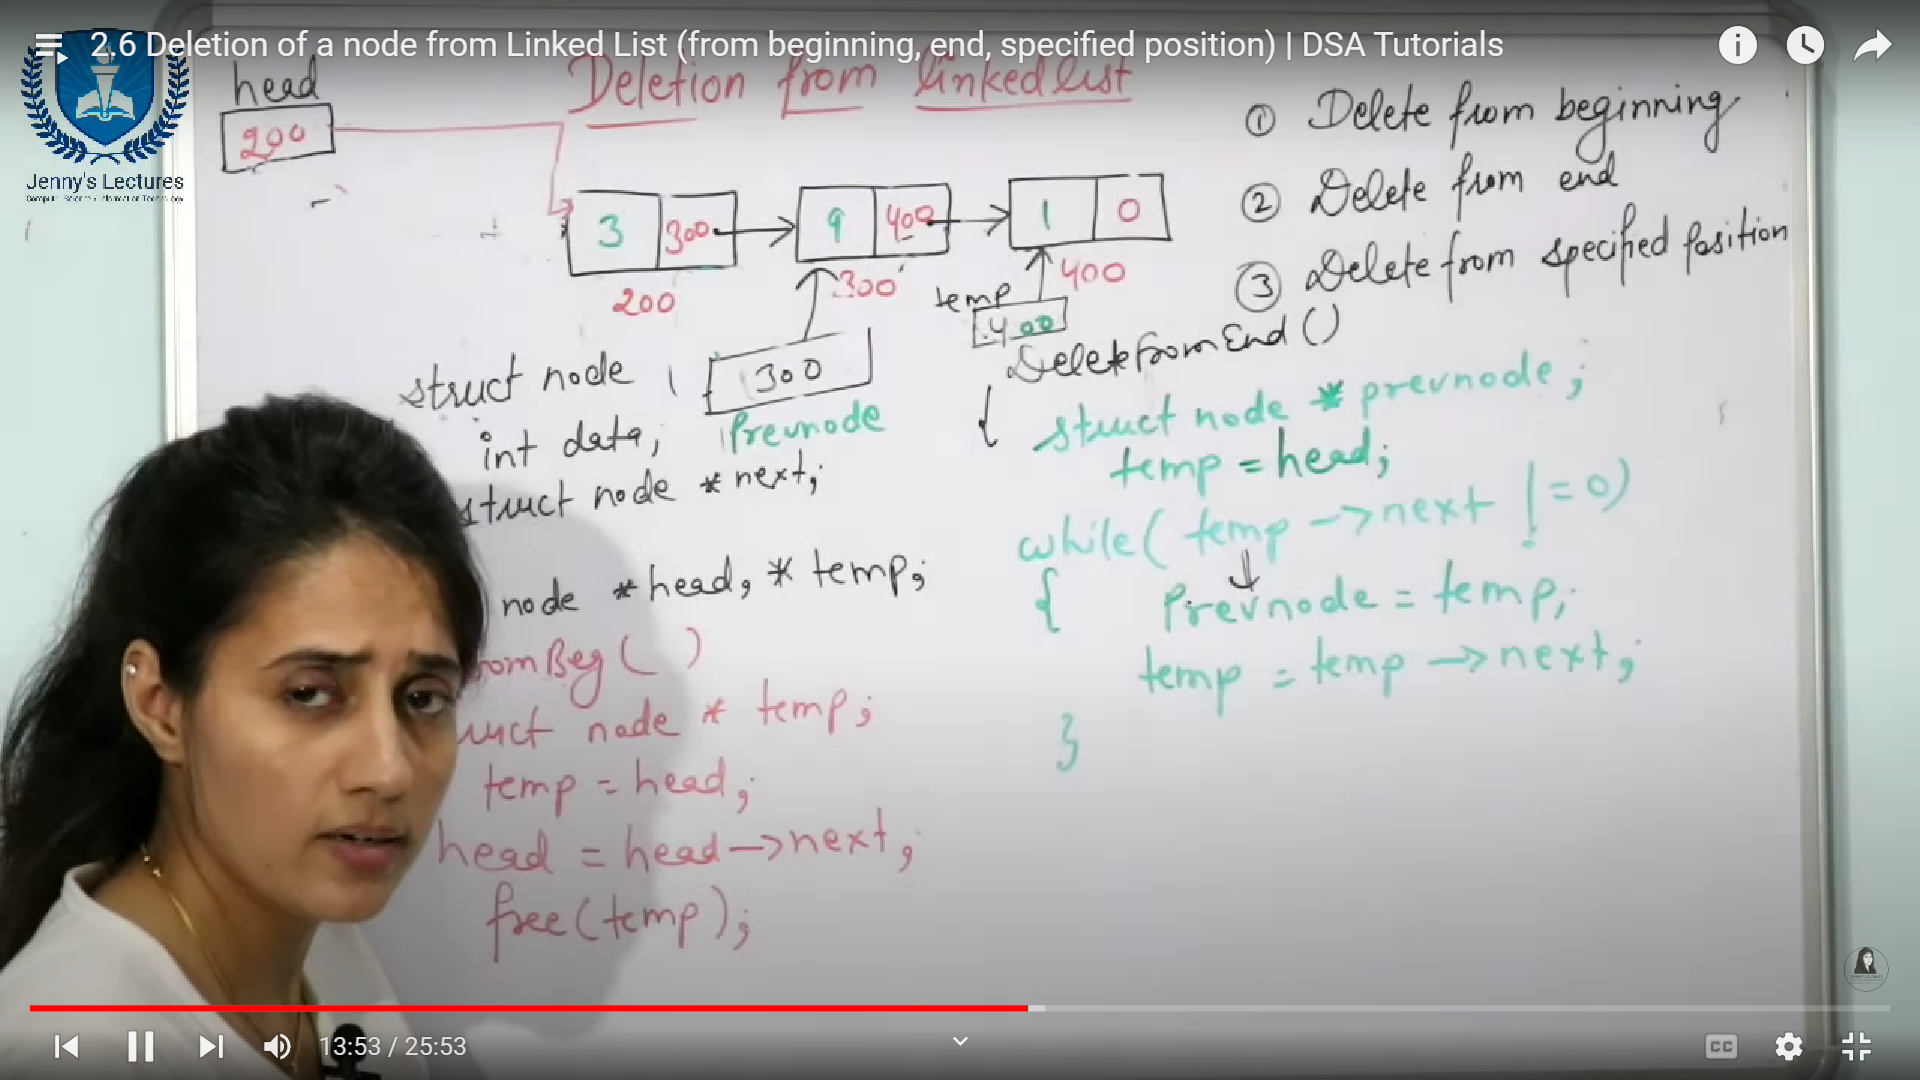 2.6 Deletion of a node from Linked List (from beginning, end, specified position) | DSA Tutorials
Jenny's Lectures
head
200
Deletion from linked list
3 300
9 400
1 0
200
300
400
temp
400
300
Prevnode
① Delete from beginning
② Delete from end
③ Delete from specified Position
struct node {
int data;
struct node * next;
node * head, * temp;
romBeg ( )
uct node * temp;
temp = head;
head = head → next;
free(temp);
DeleteFromEnd ()
{ struct node * prevnode;
temp = head;
while( temp → next != 0)
{ Prevnode = temp;
temp = temp → next;
}
13:53 / 25:53
CC